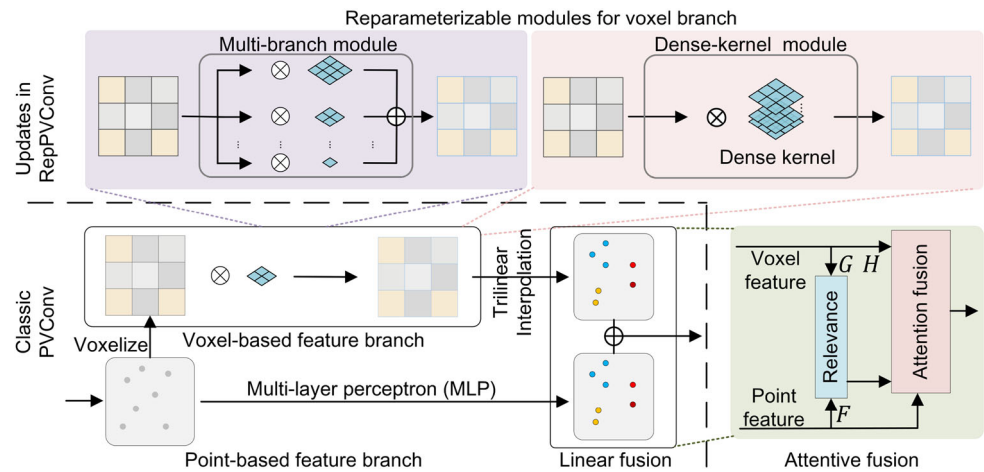 Reparameterizable modules for voxel branch
Updates in
RepPVConv
Multi-branch module
Dense-kernel module
Dense kernel
Classic
PVConv
Voxelize
Voxel-based feature branch
Trilinear
Interpolation
Multi-layer perceptron (MLP)
Point-based feature branch
Linear fusion
Voxel
feature
G H
Relevance
Attention fusion
Point
feature
F
Attentive fusion